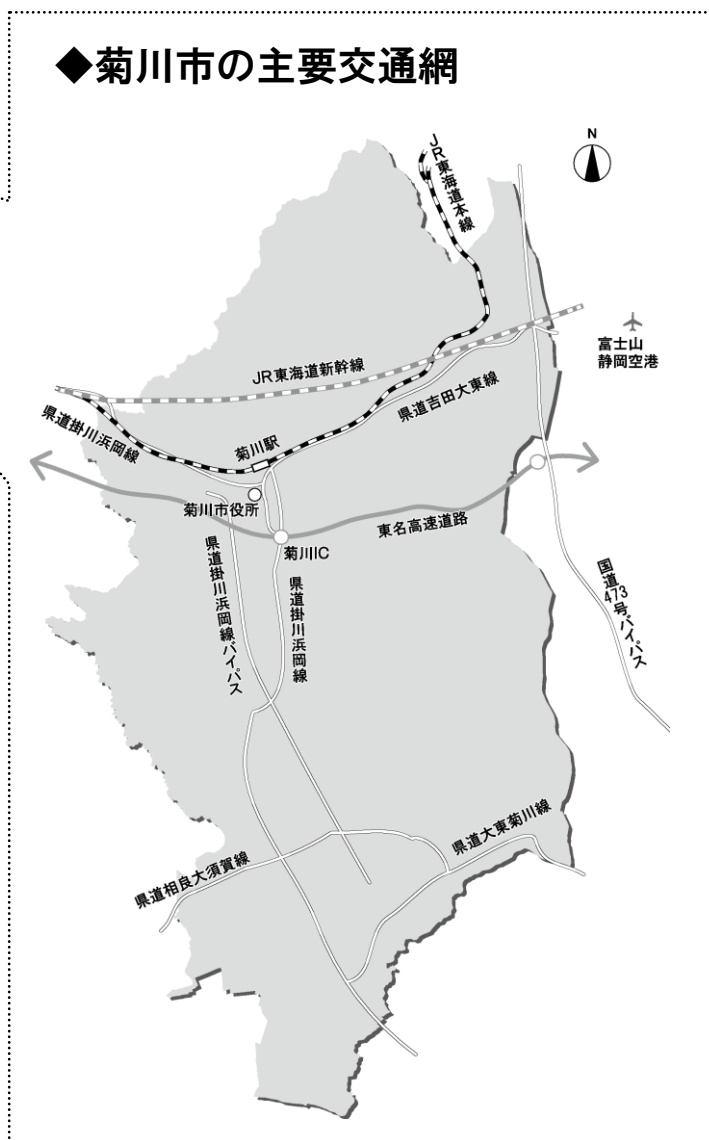 ◆菊川市の主要交通網
N
JR東海道本線
富士山
静岡空港
JR東海道新幹線
県道吉田大東線
県道掛川浜岡線
菊川駅
菊川市役所
東名高速道路
菊川IC
国道473号バイパス
県道掛川浜岡線バイパス
県道掛川浜岡線
県道大東菊川線
県道相良大須賀線